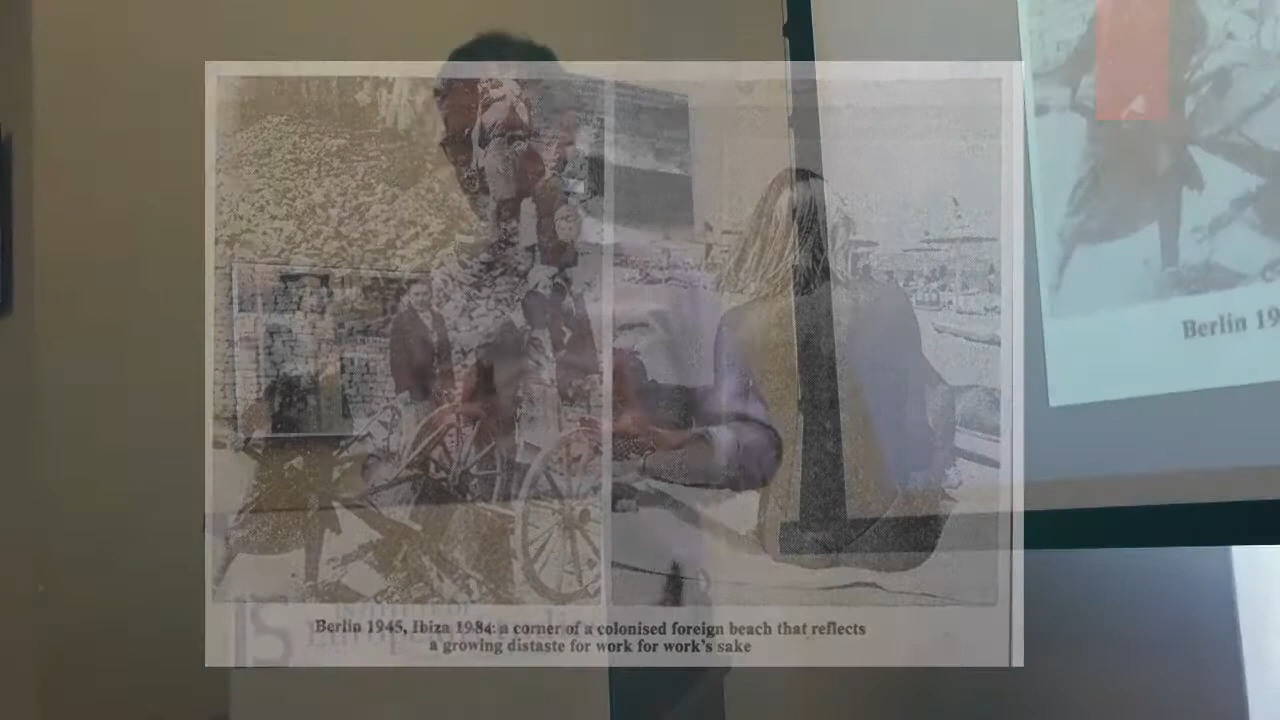 Berlin 19
Berlin 1945, Ibiza 1984: a corner of a colonised foreign beach that reflects
a growing distaste for work for work's sake